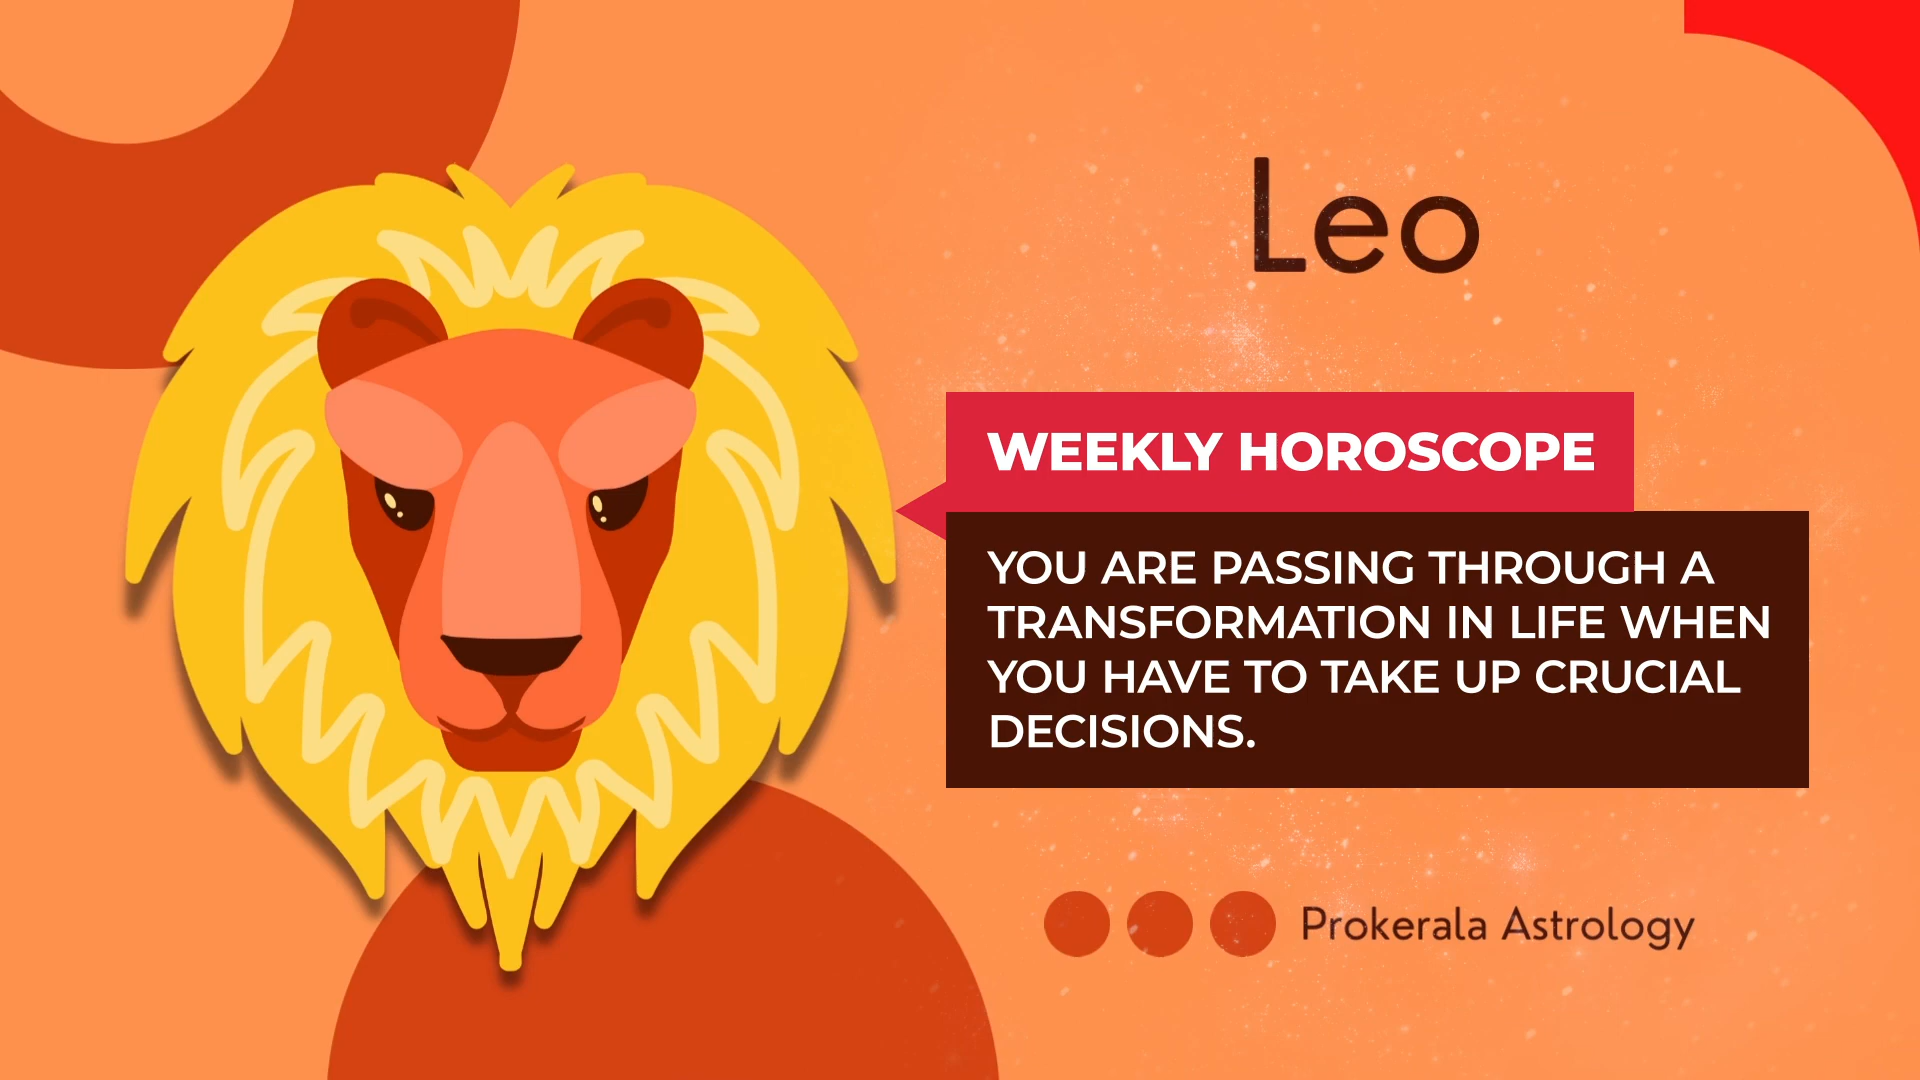 Leo
WEEKLY HOROSCOPE
YOU ARE PASSING THROUGH A
TRANSFORMATION IN LIFE WHEN
YOU HAVE TO TAKE UP CRUCIAL
DECISIONS.
Prokerala Astrology